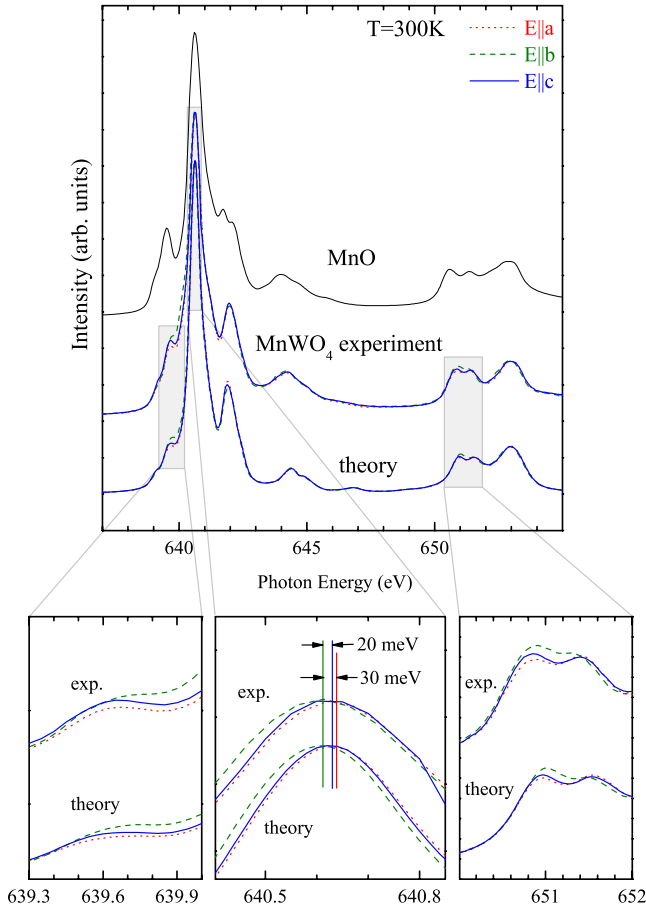 T=300K
E||a
E||b
E||c
Intensity (arb. units)
MnO
MnWO₄ experiment
theory
640
645
650
Photon Energy (eV)
exp.
theory
639.3
639.6
639.9
20 meV
30 meV
exp.
theory
640.5
640.8
exp.
theory
651
652